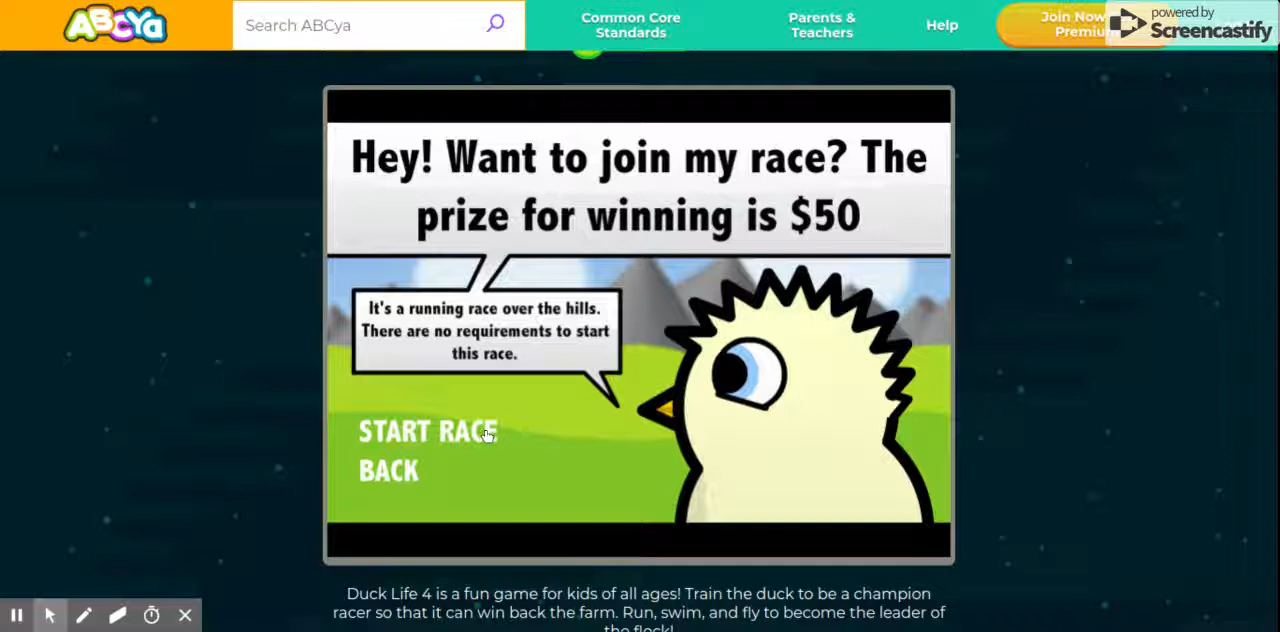 ABCya
Search ABCya
Common Core
Standards
Parents &
Teachers
Help
Join Now
Premium
powered by
Screencastify
Hey! Want to join my race? The
prize for winning is $50
It's a running race over the hills.
There are no requirements to start
this race.
START RACE
BACK
Duck Life 4 is a fun game for kids of all ages! Train the duck to be a champion
racer so that it can win back the farm. Run, swim, and fly to become the leader of
the flock!